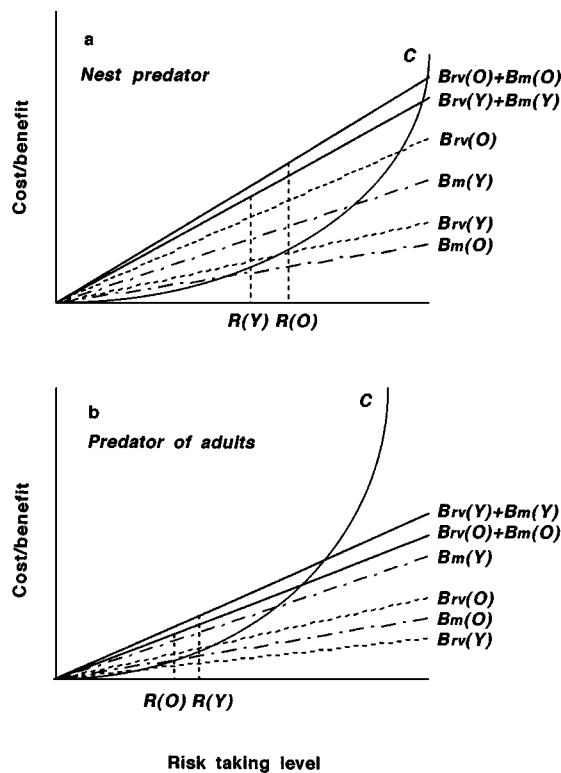 a
Nest predator
C
Cost/benefit
Brv(O)+Bm(O)
Brv(Y)+Bm(Y)
Brv(O)
Bm(Y)
Brv(Y)
Bm(O)
R(Y) R(O)
b
Predator of adults
C
Cost/benefit
Brv(Y)+Bm(Y)
Brv(O)+Bm(O)
Bm(Y)
Brv(O)
Bm(O)
Brv(Y)
R(O) R(Y)
Risk taking level